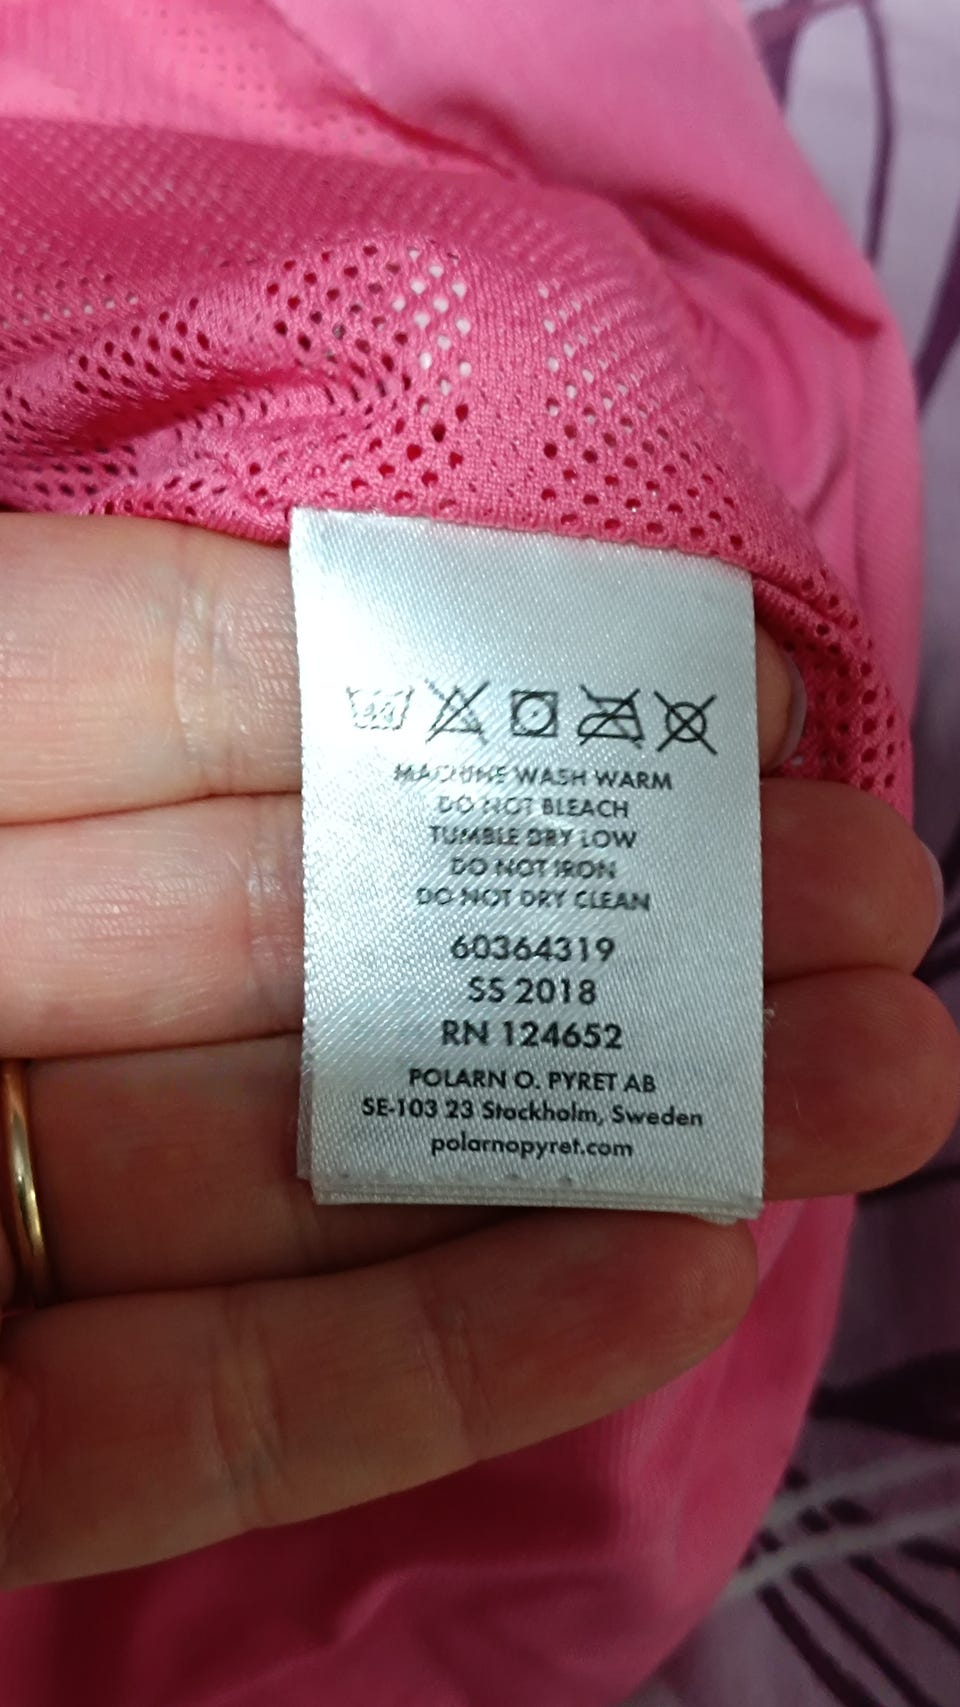 MACHINE WASH WARM
DO NOT BLEACH
TUMBLE DRY LOW
DO NOT IRON
DO NOT DRY CLEAN
60364319
SS 2018
RN 124652
POLARN O. PYRET AB
SE-103 23 Stockholm, Sweden
polarnopyret.com